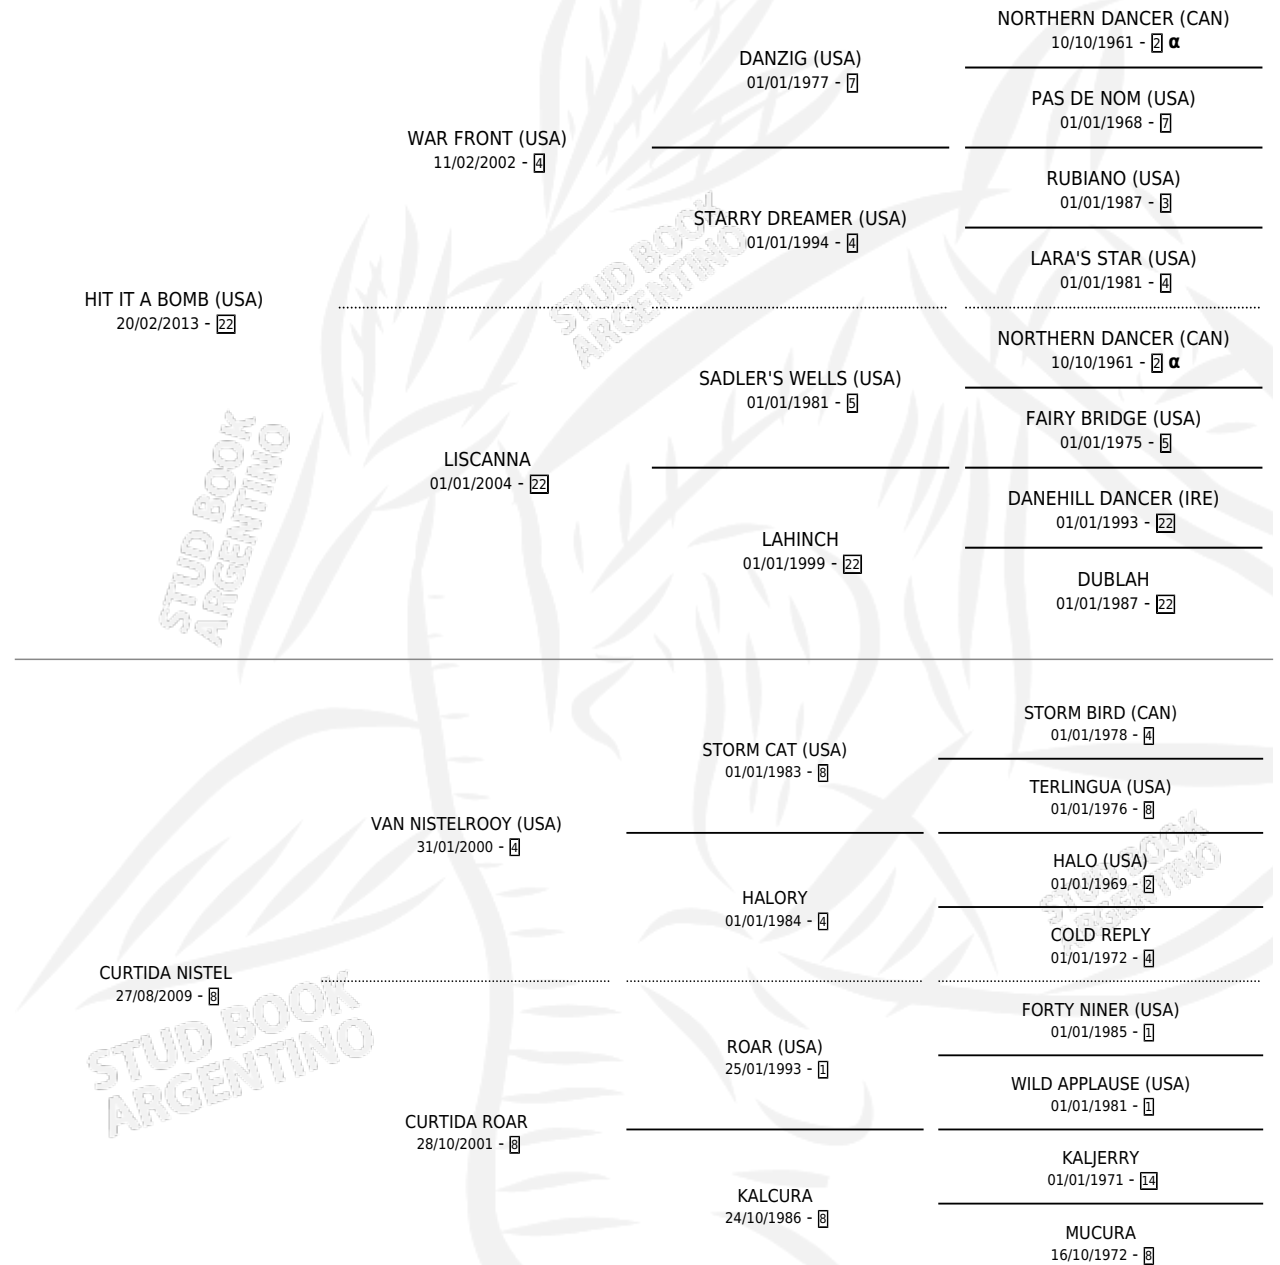 NORTHERN DANCER (CAN)
10/10/1961 - 2 α
DANZIG (USA)
01/01/1977 - 7
PAS DE NOM (USA)
01/01/1968 - 7
WAR FRONT (USA)
11/02/2002 - 4
RUBIANO (USA)
01/01/1987 - 3
STARRY DREAMER (USA)
01/01/1994 - 4
LARA'S STAR (USA)
01/01/1981 - 4
HIT IT A BOMB (USA)
20/02/2013 - 22
NORTHERN DANCER (CAN)
10/10/1961 - 2 α
SADLER'S WELLS (USA)
01/01/1981 - 5
FAIRY BRIDGE (USA)
01/01/1975 - 5
LISCANNA
01/01/2004 - 22
DANEHILL DANCER (IRE)
01/01/1993 - 22
LAHINCH
01/01/1999 - 22
DUBLAH
01/01/1987 - 22
STORM BIRD (CAN)
01/01/1978 - 4
STORM CAT (USA)
01/01/1983 - 8
TERLINGUA (USA)
01/01/1976 - 8
VAN NISTELROOY (USA)
31/01/2000 - 4
HALO (USA)
01/01/1969 - 2
HALORY
01/01/1984 - 4
COLD REPLY
01/01/1972 - 4
CURTIDA NISTEL
27/08/2009 - 8
FORTY NINER (USA)
01/01/1985 - 1
ROAR (USA)
25/01/1993 - 1
WILD APPLAUSE (USA)
01/01/1981 - 1
CURTIDA ROAR
28/10/2001 - 8
KALJERRY
01/01/1971 - 14
KALCURA
24/10/1986 - 8
MUCURA
16/10/1972 - 8
STUD BOOK
ARGENTINO
STUD BOOK
ARGENTINO
STUD BOOK
ARGENTINO
STUD BOOK
ARGENTINO